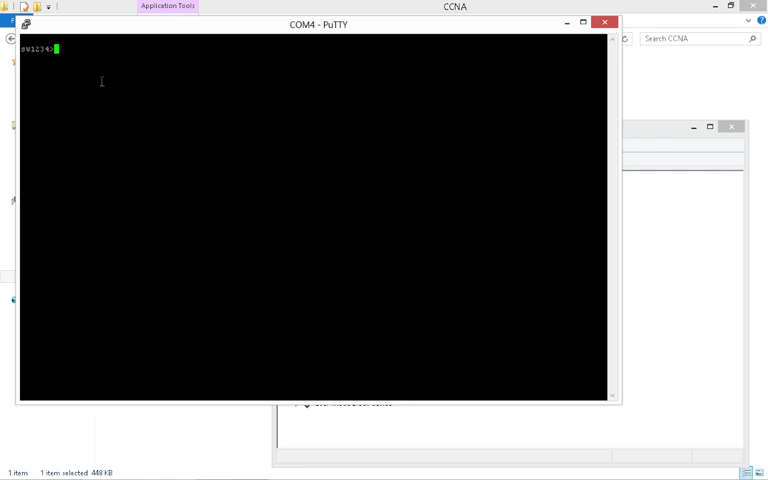 Application Tools
CCNA
COM4 - PuTTY
Search CCNA
sw1234>
1 item
1 item selected 448 KB